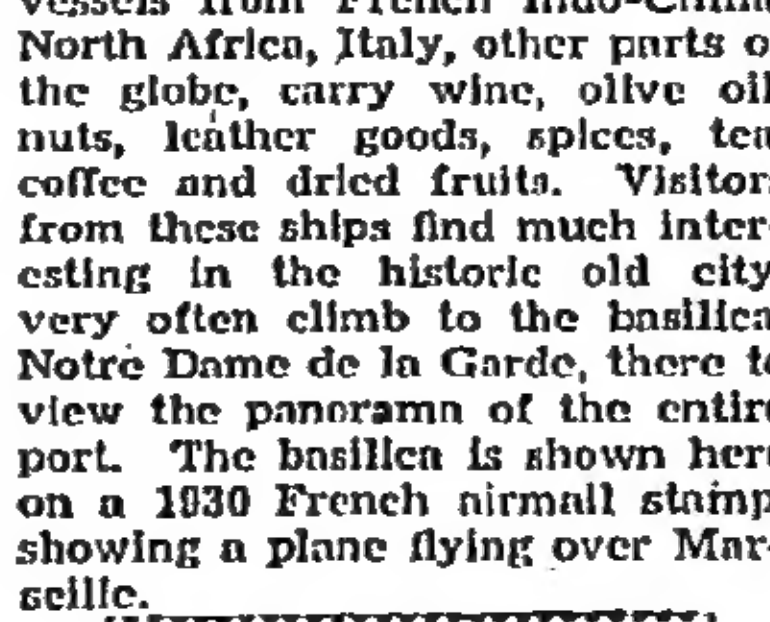 vessels from French Indo-China
North Africa, Italy, other parts o
the globe, carry wine, olive oil
nuts, leather goods, spices, tea
coffee and dried fruits. Visitor
from these ships find much inter-
esting in the historic old city
very often climb to the basilica
Notre Dame de la Garde, there t
view the panorama of the entir
port. The basilica is shown her
on a 1930 French airmail stamp
showing a plane flying over Mar-
seille.